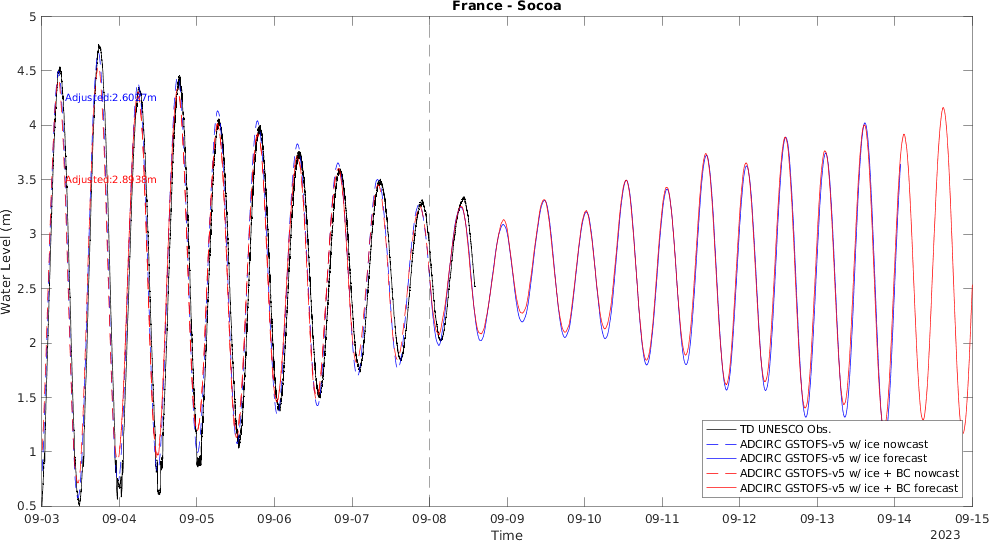 France - Socoa
5
4.5
4
3.5
3
2.5
2
1.5
1
0.5
Water Level (m)
Adjusted:2.6097m
Adjusted:2.8938m
TD UNESCO Obs.
ADCIRC GSTOFS-v5 w/ ice nowcast
ADCIRC GSTOFS-v5 w/ ice forecast
ADCIRC GSTOFS-v5 w/ ice + BC nowcast
ADCIRC GSTOFS-v5 w/ ice + BC forecast
09-03 09-04 09-05 09-06 09-07 09-08 09-09 09-10 09-11 09-12 09-13 09-14 09-15
Time
2023